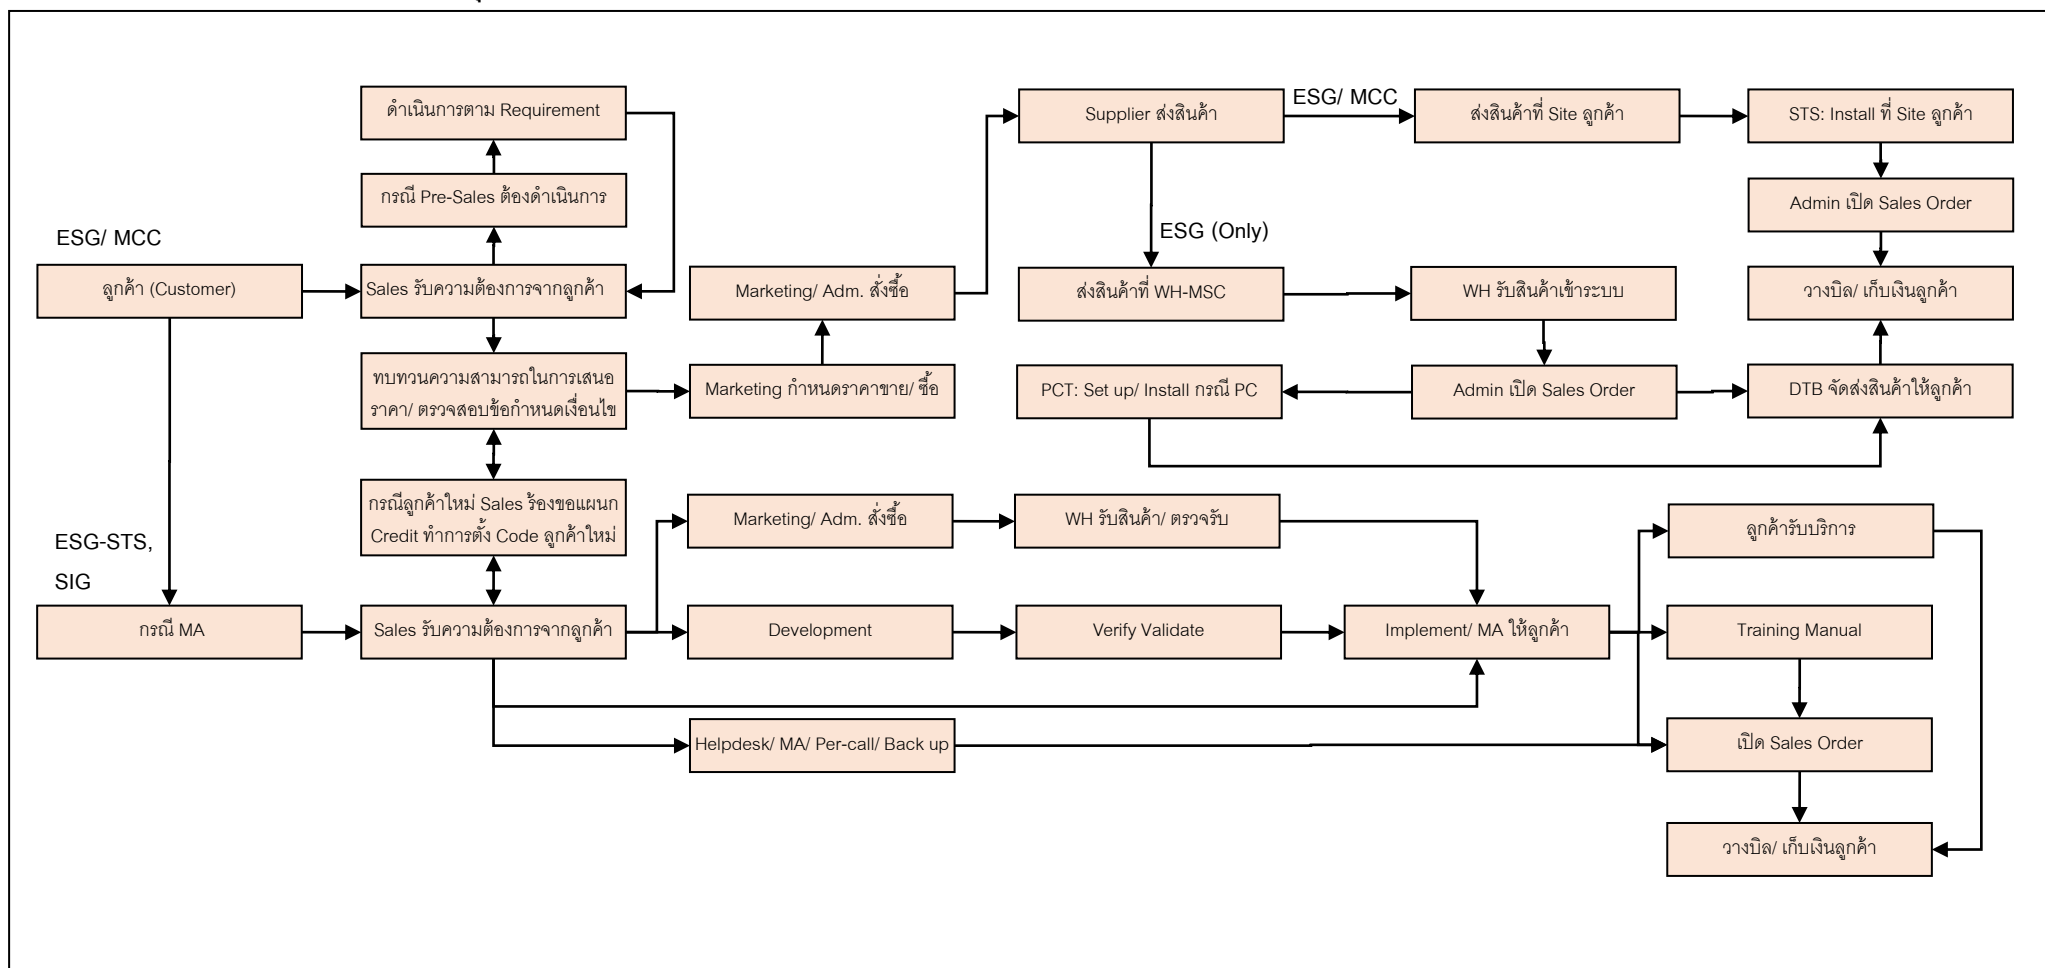 ดำเนินการตาม Requirement
Supplier ส่งสินค้า
ESG/ MCC
ส่งสินค้าที่ Site ลูกค้า
STS: Install ที่ Site ลูกค้า
กรณี Pre-Sales ต้องดำเนินการ
Admin เปิด Sales Order
ESG/ MCC
ESG (Only)
ลูกค้า (Customer)
Sales รับความต้องการจากลูกค้า
Marketing/ Adm. สั่งซื้อ
ส่งสินค้าที่ WH-MSC
WH รับสินค้าเข้าระบบ
วางบิล/ เก็บเงินลูกค้า
ทบทวนความสามารถในการเสนอ
ราคา/ ตรวจสอบข้อกำหนดเงื่อนไข
Marketing กำหนดราคาขาย/ ซื้อ
PCT: Set up/ Install กรณี PC
Admin เปิด Sales Order
DTB จัดส่งสินค้าให้ลูกค้า
กรณีลูกค้าใหม่ Sales ร้องขอแผนก
Credit ทำการตั้ง Code ลูกค้าใหม่
Marketing/ Adm. สั่งซื้อ
WH รับสินค้า/ ตรวจรับ
ลูกค้ารับบริการ
ESG-STS,
SIG
กรณี MA
Sales รับความต้องการจากลูกค้า
Development
Verify Validate
Implement/ MA ให้ลูกค้า
Training Manual
Helpdesk/ MA/ Per-call/ Back up
เปิด Sales Order
วางบิล/ เก็บเงินลูกค้า